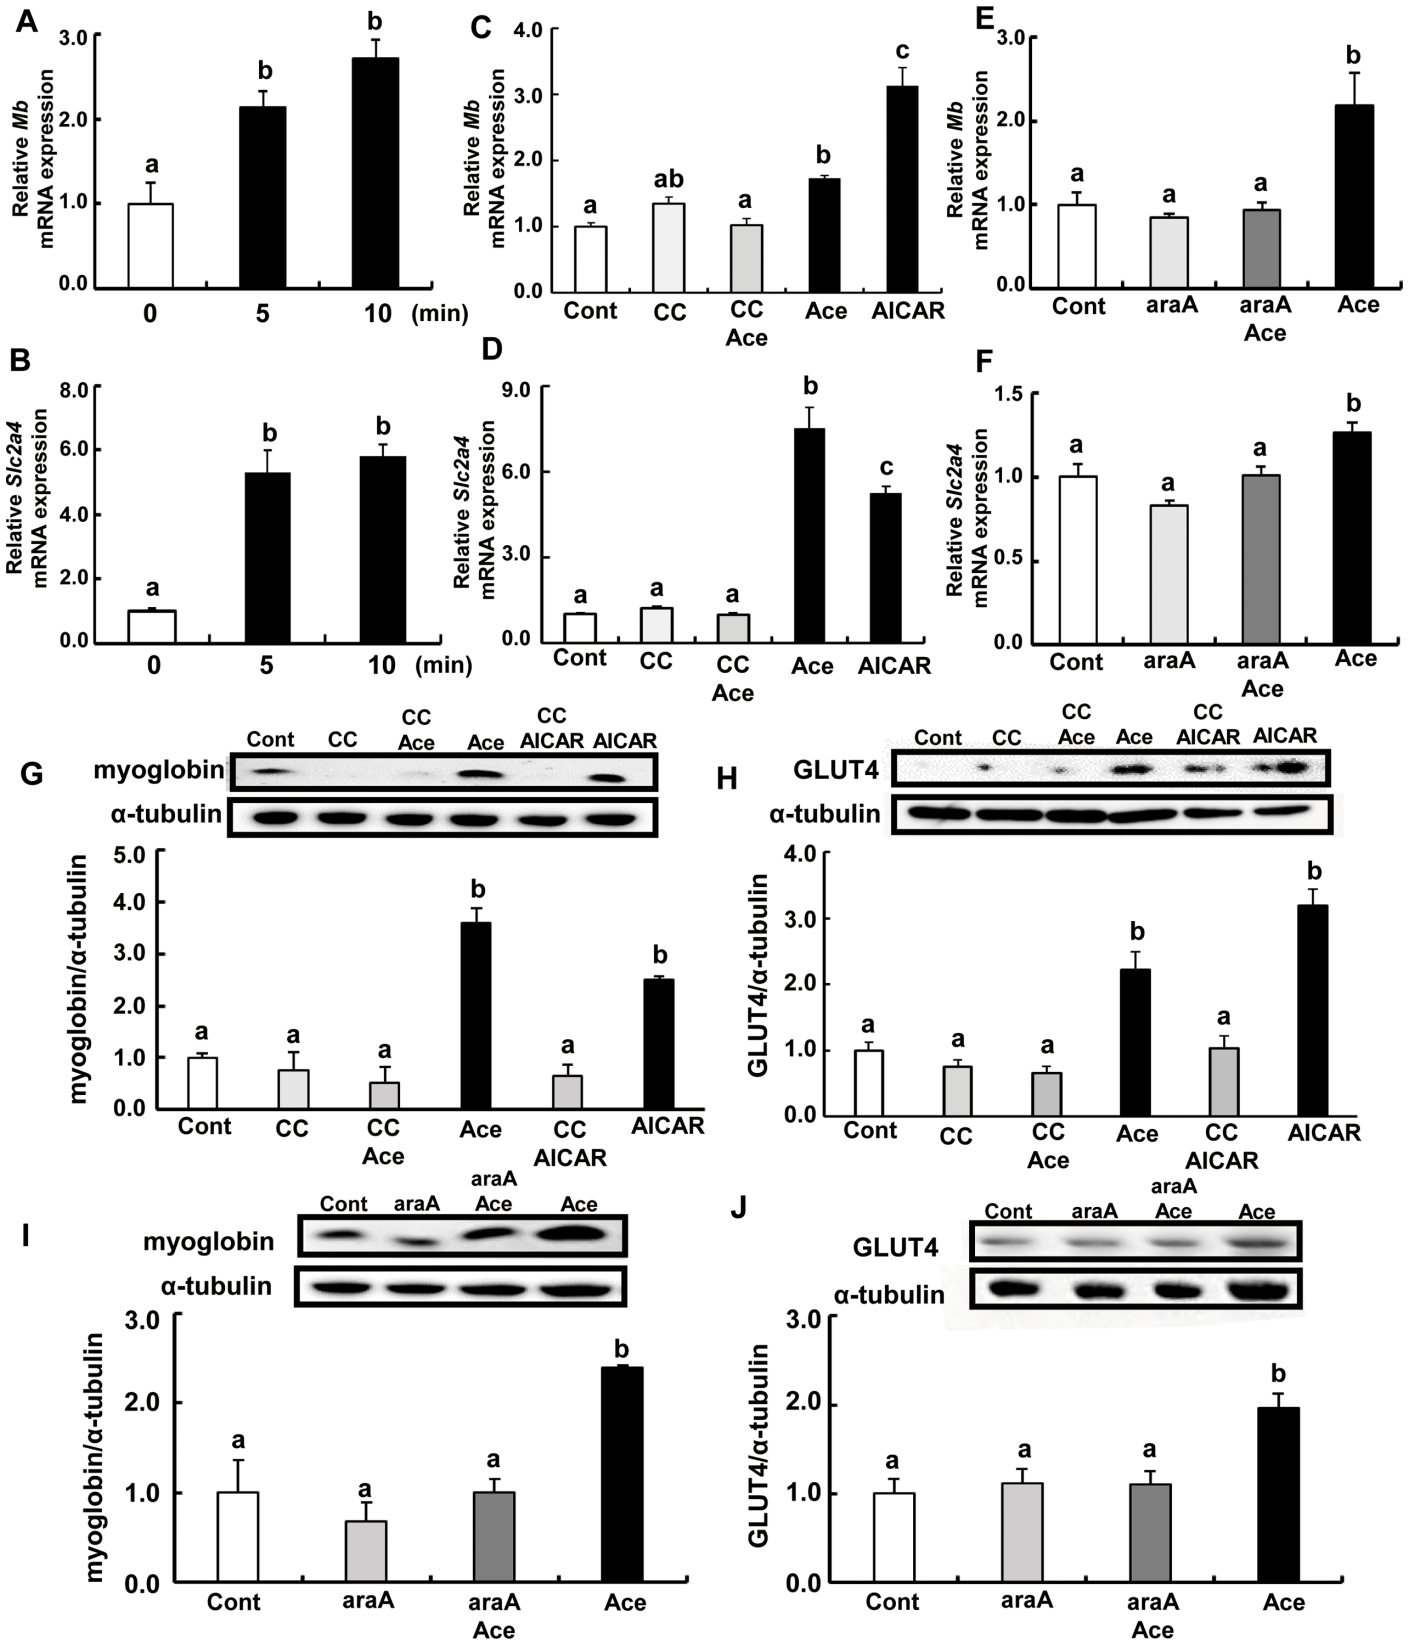 A
Relative Mb
mRNA expression
3.0
2.0
1.0
0.0
a
b
b
0
5
10
(min)
C
Relative Mb
mRNA expression
4.0
3.0
2.0
1.0
0.0
a
ab
a
b
c
Cont
CC
CC
Ace
Ace
AICAR
E
Relative Mb
mRNA expression
3.0
2.0
1.0
0.0
a
a
a
b
Cont
araA
araA
Ace
Ace
B
Relative Slc2a4
mRNA expression
8.0
6.0
4.0
2.0
0.0
a
b
b
0
5
10
(min)
D
Relative Slc2a4
mRNA expression
9.0
6.0
3.0
0.0
a
a
a
b
c
Cont
CC
CC
Ace
Ace
AICAR
F
Relative Slc2a4
mRNA expression
1.5
1.0
0.5
0.0
a
a
a
b
Cont
araA
araA
Ace
Ace
G
Cont
CC
CC
Ace
Ace
CC
AICAR
AICAR
myoglobin
α-tubulin
myoglobin/α-tubulin
5.0
4.0
3.0
2.0
1.0
0.0
a
a
a
b
a
b
Cont
CC
CC
Ace
Ace
CC
AICAR
AICAR
H
Cont
CC
CC
Ace
Ace
CC
AICAR
AICAR
GLUT4
α-tubulin
GLUT4/α-tubulin
4.0
3.0
2.0
1.0
0.0
a
a
a
b
a
b
Cont
CC
CC
Ace
Ace
CC
AICAR
AICAR
I
Cont
araA
araA
Ace
Ace
myoglobin
α-tubulin
myoglobin/α-tubulin
3.0
2.0
1.0
0.0
a
a
a
b
Cont
araA
araA
Ace
Ace
J
Cont
araA
araA
Ace
Ace
GLUT4
α-tubulin
GLUT4/α-tubulin
3.0
2.0
1.0
0.0
a
a
a
b
Cont
araA
araA
Ace
Ace